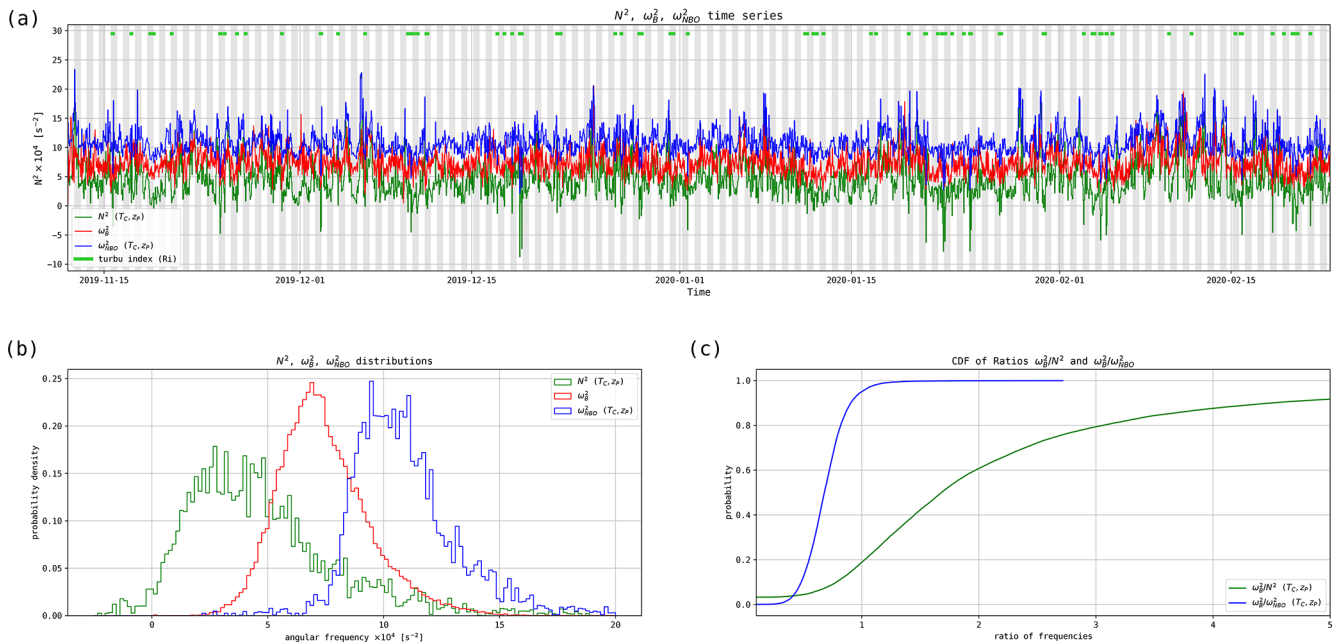 (a)
N², ω²_B, ω²_NBO time series
30
25
20
15
10
5
0
−5
−10
N² × 10⁴ [s⁻²]
N² (T_C, z_P)
ω²_B
ω²_NBO (T_C, z_P)
turbu index (Ri)
2019-11-15
2019-12-01
2019-12-15
2020-01-01
2020-01-15
2020-02-01
2020-02-15
Time
(b)
N², ω²_B, ω²_NBO distributions
0.25
0.20
0.15
0.10
0.05
0.00
probability density
N² (T_C, z_P)
ω²_B
ω²_NBO (T_C, z_P)
0
5
10
15
20
angular frequency ×10⁴ [s⁻²]
(c)
CDF of Ratios ω²_B/N² and ω²_B/ω²_NBO
1.0
0.8
0.6
0.4
0.2
0.0
probability
ω²_B/N² (T_C, z_P)
ω²_B/ω²_NBO (T_C, z_P)
1
2
3
4
5
ratio of frequencies